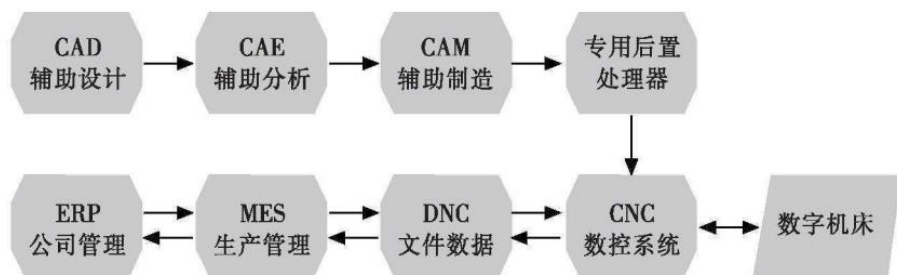 CAD
辅助设计
CAE
辅助分析
CAM
辅助制造
专用后置
处理器
ERP
公司管理
MES
生产管理
DNC
文件数据
CNC
数控系统
数字机床